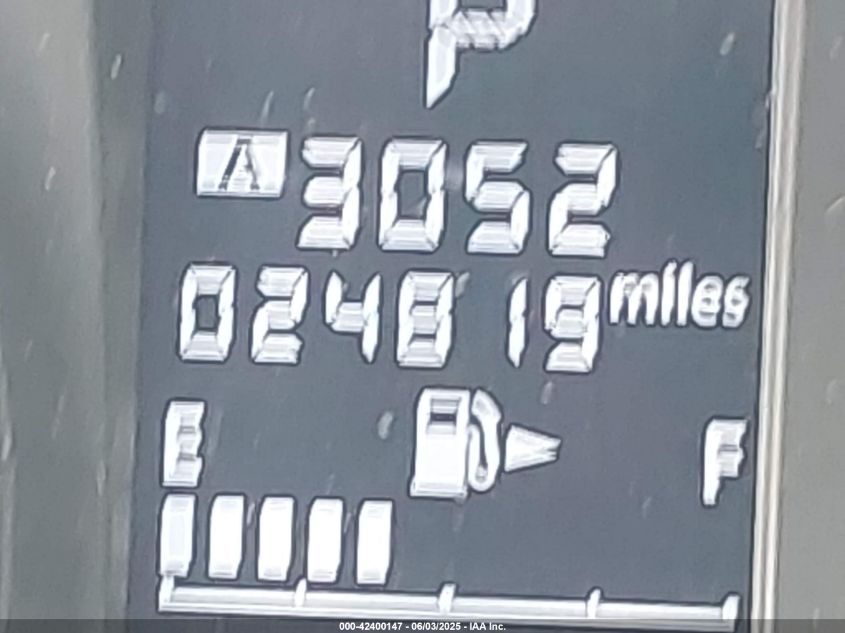 P
A 3052
024819 miles
E F
000-42400147 - 06/03/2025 - IAA Inc.